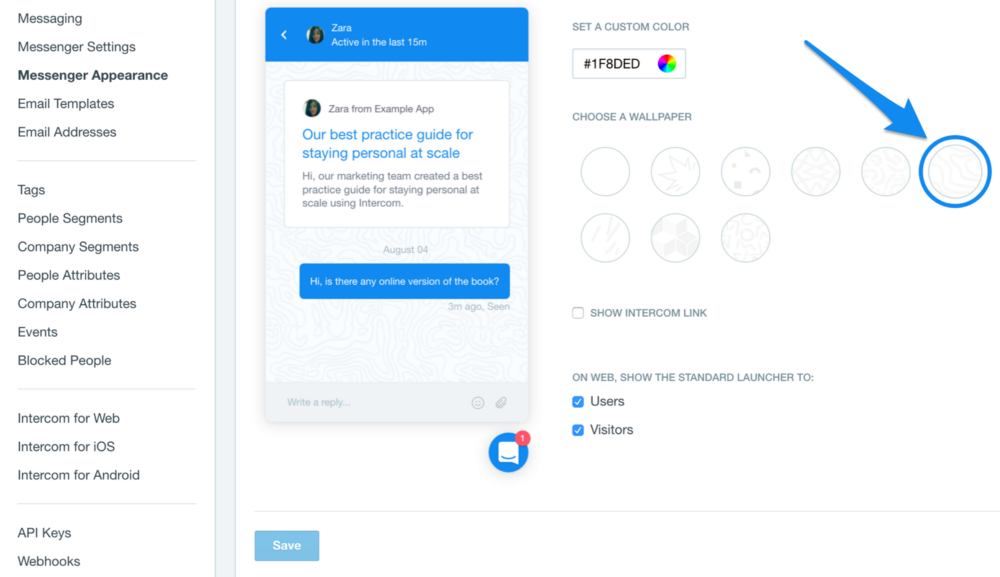 Messaging
Messenger Settings
Messenger Appearance
Email Templates
Email Addresses
Tags
People Segments
Company Segments
People Attributes
Company Attributes
Events
Blocked People
Intercom for Web
Intercom for iOS
Intercom for Android
API Keys
Webhooks
Zara
Active in the last 15m
Zara from Example App
Our best practice guide for
staying personal at scale
Hi, our marketing team created a best
practice guide for staying personal at
scale using Intercom.
August 04
Hi, is there any online version of the book?
3m ago, Seen
Write a reply...
1
SET A CUSTOM COLOR
#1F8DED
CHOOSE A WALLPAPER
SHOW INTERCOM LINK
ON WEB, SHOW THE STANDARD LAUNCHER TO:
Users
Visitors
Save